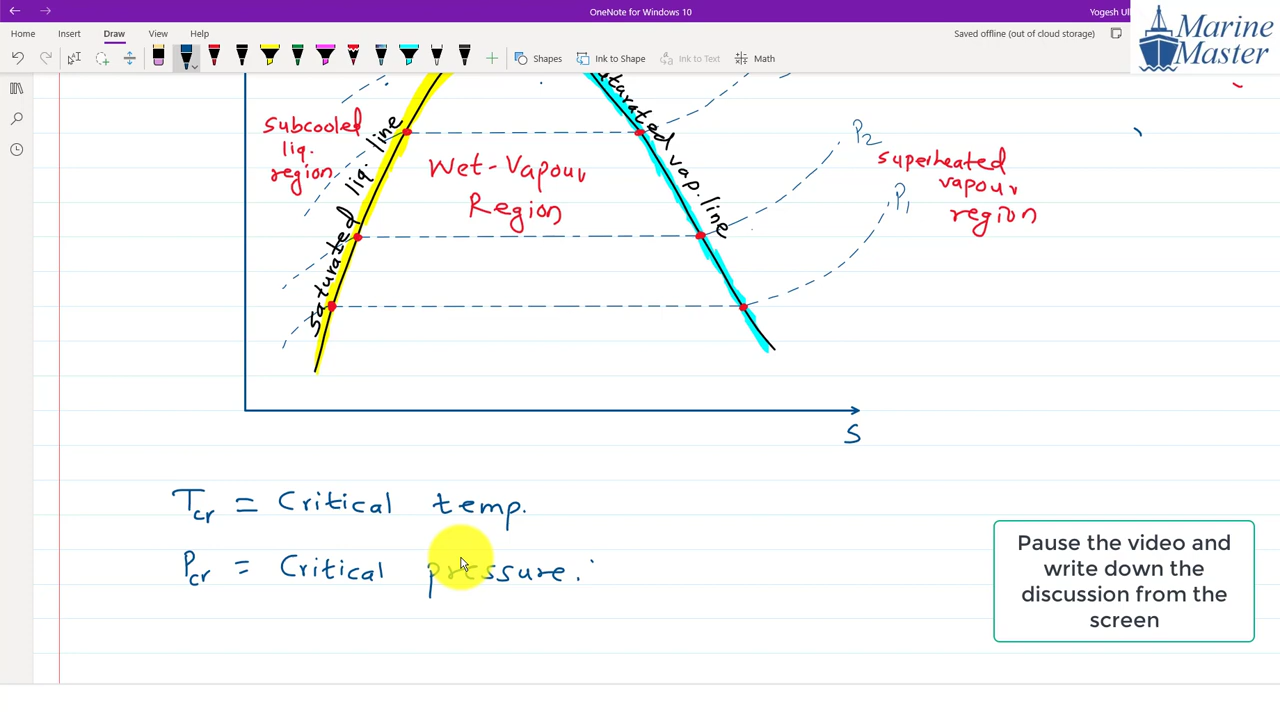 OneNote for Windows 10
Yogesh Ull
Home
Insert
Draw
View
Help
Saved offline (out of cloud storage)
Marine
Master
Shapes
Ink to Shape
Ink to Text
Math
Subcooled
liq.
region
saturated liq. line
Wet-Vapour
Region
vap. line
P2
superheated
vapour
region
P1
S
Tcr = Critical temp.
Pcr = Critical pressure.
Pause the video and
write down the
discussion from the
screen